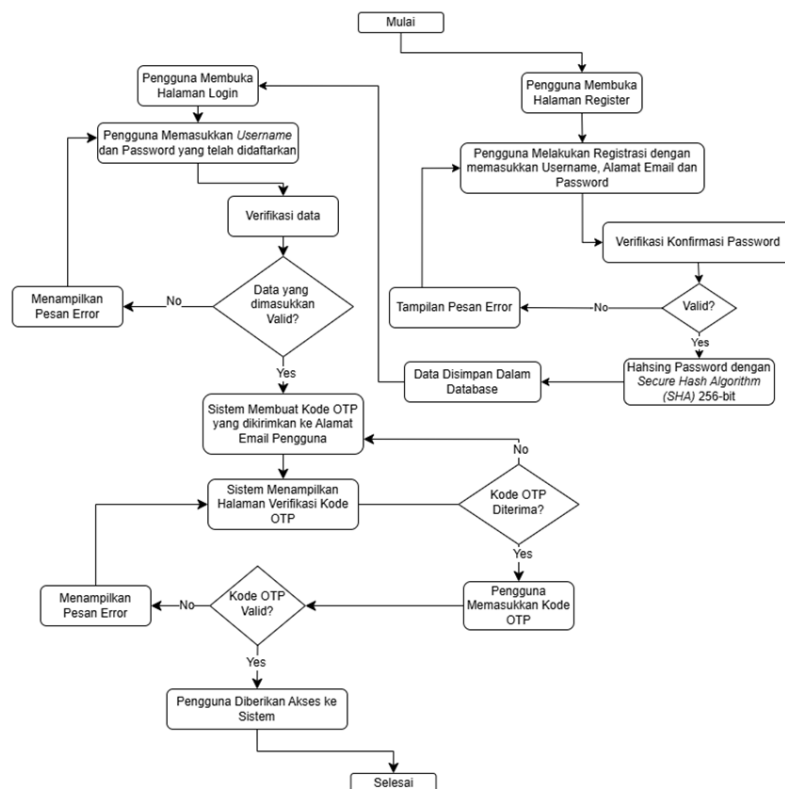 Mulai
Pengguna Membuka
Halaman Register
Pengguna Melakukan Registrasi dengan
memasukkan Username, Alamat Email dan
Password
Verifikasi Konfirmasi Password
Valid?
No
Tampilan Pesan Error
Yes
Hahsing Password dengan
Secure Hash Algorithm
(SHA) 256-bit
Data Disimpan Dalam
Database
Pengguna Membuka
Halaman Login
Pengguna Memasukkan Username
dan Password yang telah didaftarkan
Verifikasi data
Data yang
dimasukkan
Valid?
No
Menampilkan
Pesan Error
Yes
Sistem Membuat Kode OTP
yang dikirimkan ke Alamat
Email Pengguna
Sistem Menampilkan
Halaman Verifikasi Kode
OTP
Kode OTP
Diterima?
No
Yes
Pengguna
Memasukkan Kode
OTP
Kode OTP
Valid?
No
Menampilkan
Pesan Error
Yes
Pengguna Diberikan Akses ke
Sistem
Selesai